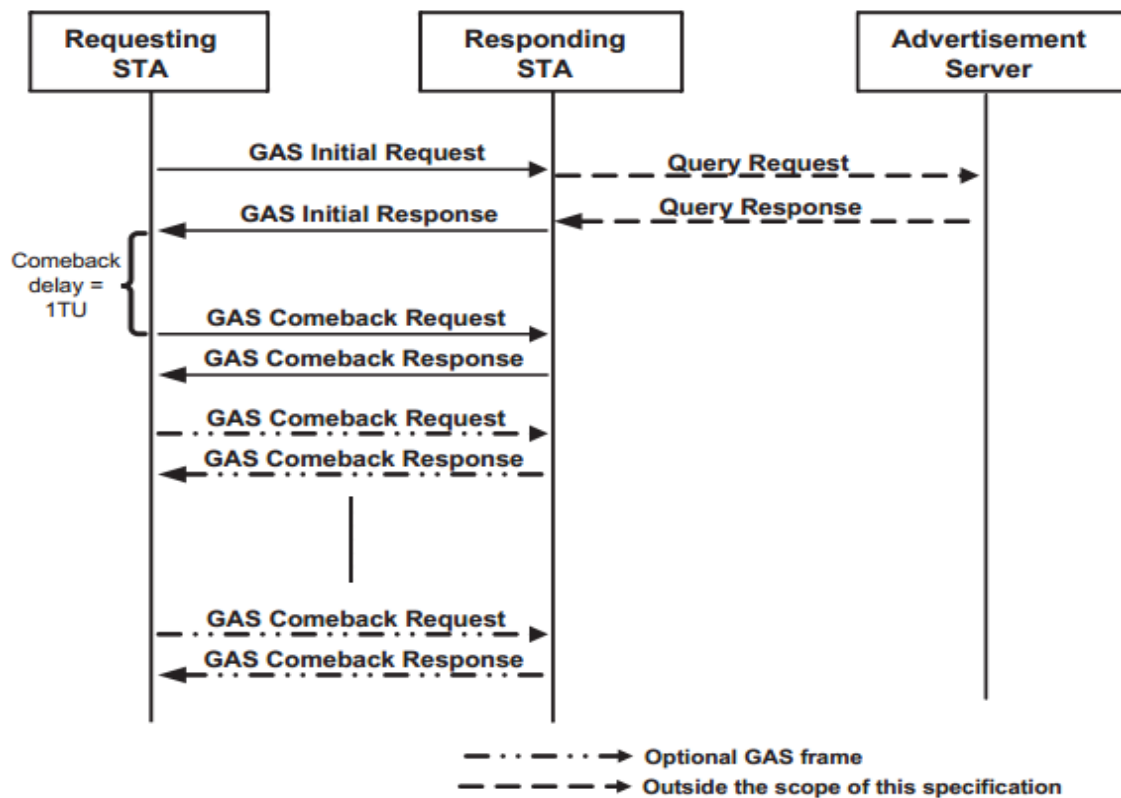 Requesting
STA
Responding
STA
Advertisement
Server
GAS Initial Request
Query Request
GAS Initial Response
Query Response
Comeback
delay =
1TU
GAS Comeback Request
GAS Comeback Response
GAS Comeback Request
GAS Comeback Response
GAS Comeback Request
GAS Comeback Response
Optional GAS frame
Outside the scope of this specification